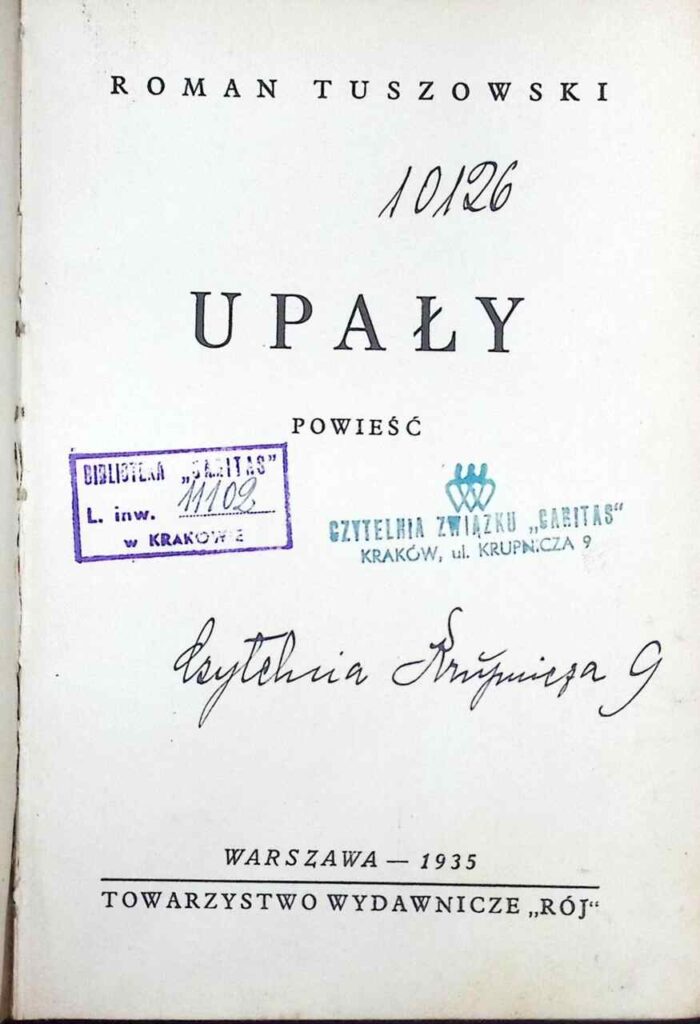 ROMAN TUSZOWSKI
10126
UPAŁY
POWIEŚĆ
BIBLIOTEKA „CARITAS”
L. inw. 11102
w KRAKOWIE
CZYTELNIA ZWIĄZKU „CARITAS”
KRAKÓW, ul. KRUPNICZA 9
Czytelnia Krupnicza 9
WARSZAWA — 1935
TOWARZYSTWO WYDAWNICZE „RÓJ“